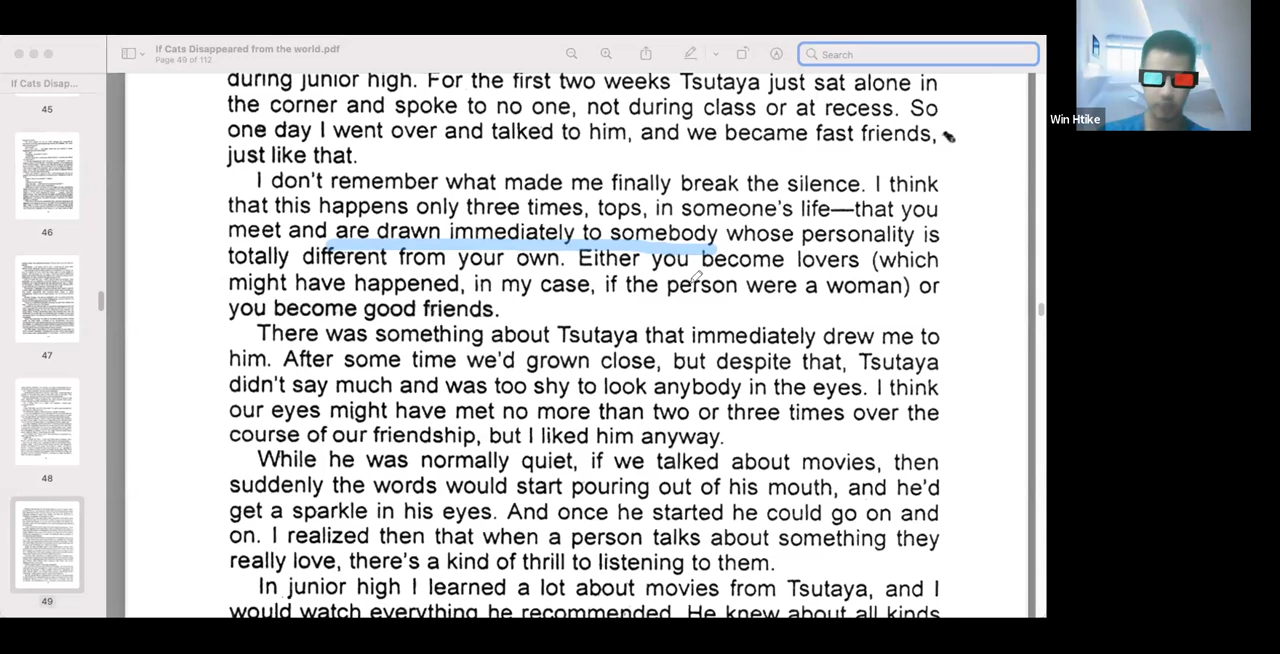 If Cats Disappeared from the world.pdf
Page 49 of 112
Search
If Cats Disap...
45
46
47
48
49
during junior high. For the first two weeks Tsutaya just sat alone in
the corner and spoke to no one, not during class or at recess. So
one day I went over and talked to him, and we became fast friends,
just like that.
I don't remember what made me finally break the silence. I think
that this happens only three times, tops, in someone's life—that you
meet and are drawn immediately to somebody whose personality is
totally different from your own. Either you become lovers (which
might have happened, in my case, if the person were a woman) or
you become good friends.
There was something about Tsutaya that immediately drew me to
him. After some time we'd grown close, but despite that, Tsutaya
didn't say much and was too shy to look anybody in the eyes. I think
our eyes might have met no more than two or three times over the
course of our friendship, but I liked him anyway.
While he was normally quiet, if we talked about movies, then
suddenly the words would start pouring out of his mouth, and he'd
get a sparkle in his eyes. And once he started he could go on and
on. I realized then that when a person talks about something they
really love, there's a kind of thrill to listening to them.
In junior high I learned a lot about movies from Tsutaya, and I
would watch everything he recommended. He knew about all kinds
Win Htike